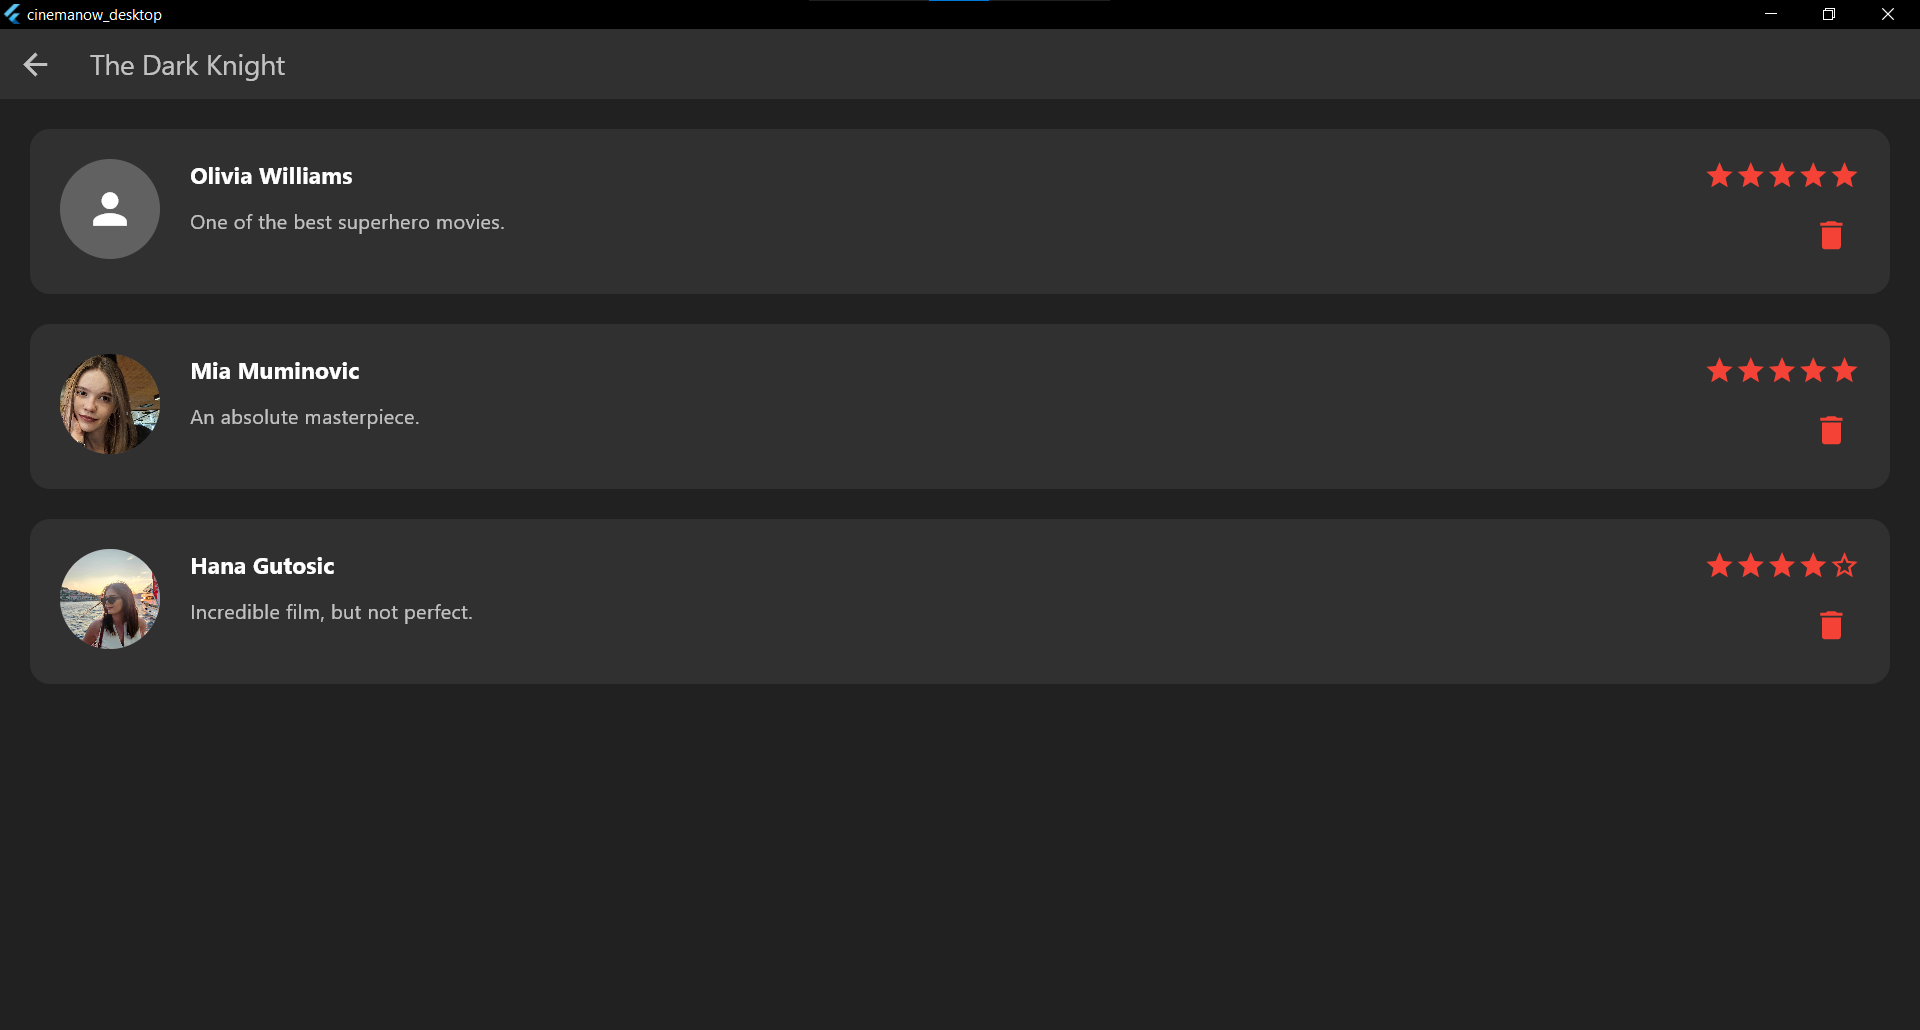 cinemanow_desktop
The Dark Knight
Olivia Williams
One of the best superhero movies.
Mia Muminovic
An absolute masterpiece.
Hana Gutosic
Incredible film, but not perfect.